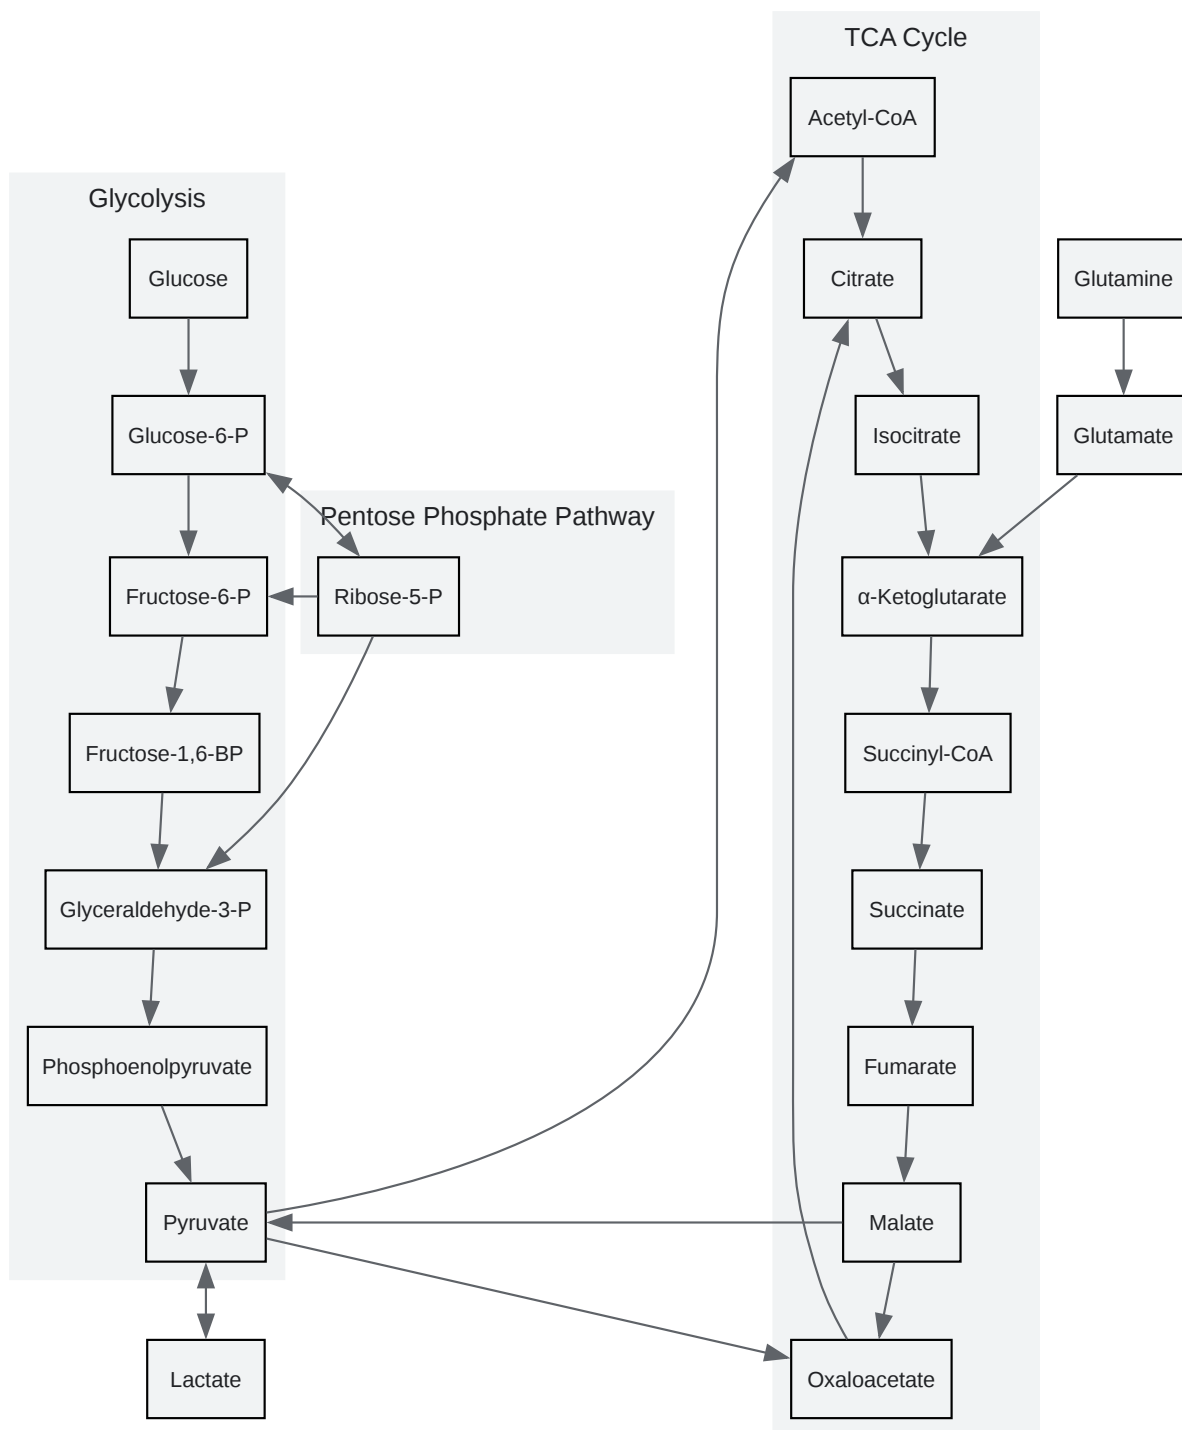 TCA Cycle
Acetyl-CoA
Glycolysis
Glucose
Citrate
Glutamine
Glucose-6-P
Isocitrate
Glutamate
Pentose Phosphate Pathway
Fructose-6-P
Ribose-5-P
α-Ketoglutarate
Fructose-1,6-BP
Succinyl-CoA
Glyceraldehyde-3-P
Succinate
Phosphoenolpyruvate
Fumarate
Pyruvate
Malate
Lactate
Oxaloacetate